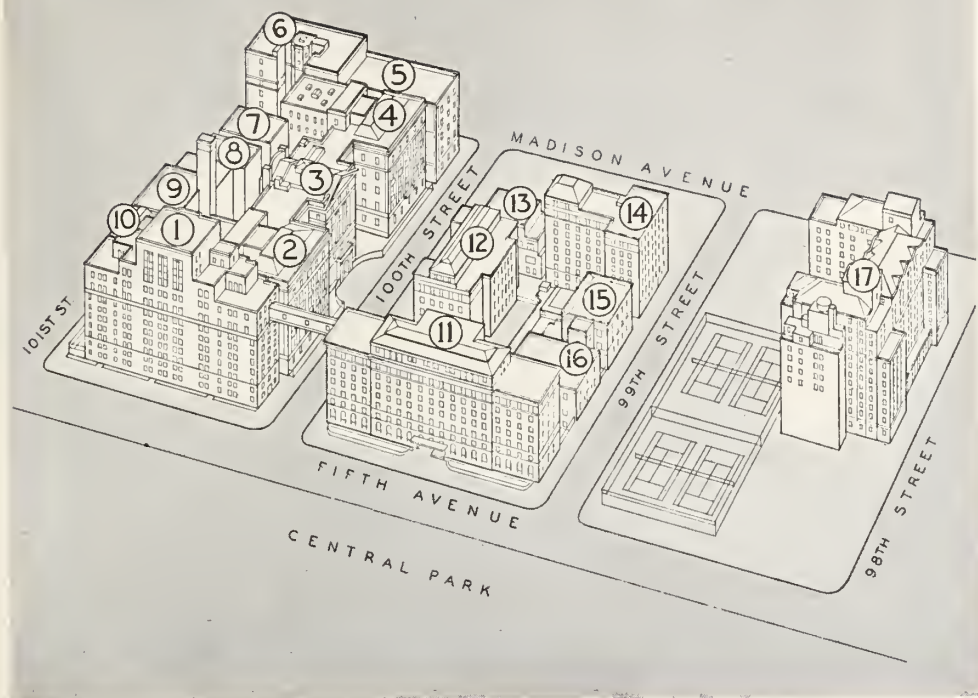 6
5
4
7
8
3
9
10
1
2
MADISON AVENUE
13
14
12
100TH STREET
17
15
11
16
101ST ST.
99TH STREET
FIFTH AVENUE
98TH STREET
CENTRAL PARK